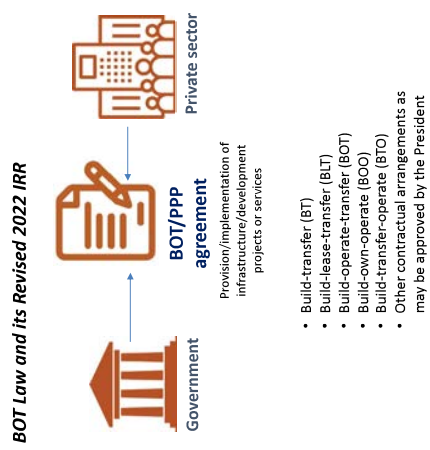 BOT Law and its Revised 2022 IRR
Government
BOT/PPP
agreement
Provision/implementation of
infrastructure/development
projects or services
Private sector
• Build-transfer (BT)
• Build-lease-transfer (BLT)
• Build-operate-transfer (BOT)
• Build-own-operate (BOO)
• Build-transfer-operate (BTO)
• Other contractual arrangements as
may be approved by the President